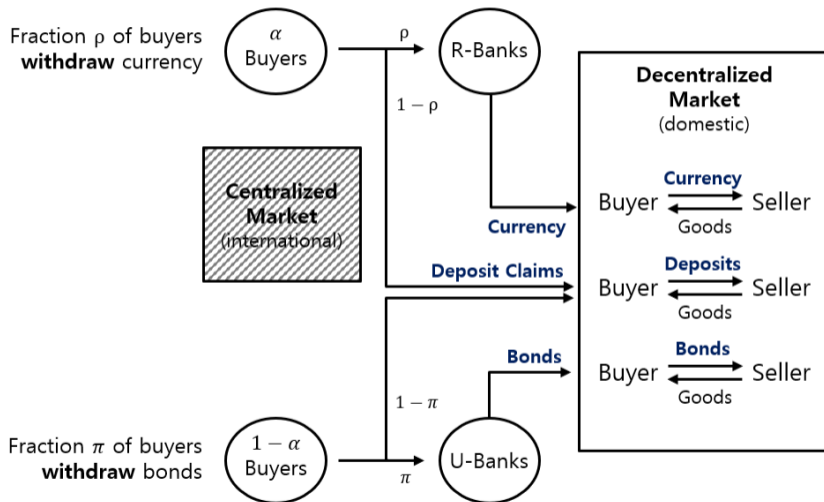 Fraction ρ of buyers
withdraw currency
α
Buyers
ρ
R-Banks
1 − ρ
Decentralized
Market
(domestic)
Centralized
Market
(international)
Currency
Buyer
Currency
Goods
Seller
Deposit Claims
Buyer
Deposits
Goods
Seller
Bonds
Buyer
Bonds
Goods
Seller
1 − π
Fraction π of buyers
withdraw bonds
1 − α
Buyers
π
U-Banks